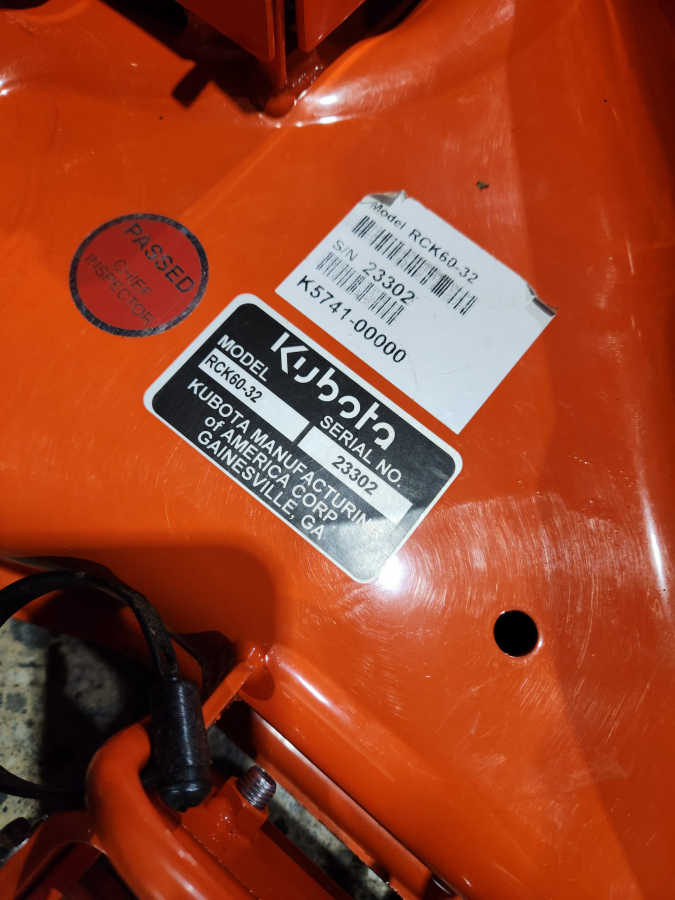 PASSED
CHIEF
INSPECTOR
Model RCK60-32
S/N 23302
K5741-00000
Kubota
MODEL
SERIAL NO.
RCK60-32
23302
KUBOTA MANUFACTURING
of AMERICA CORP.
GAINESVILLE, GA